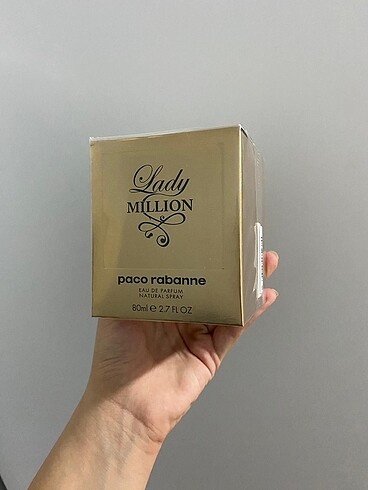 Lady
MILLION
paco rabanne
EAU DE PARFUM
NATURAL SPRAY
80ml ℮ 2.7 FL OZ